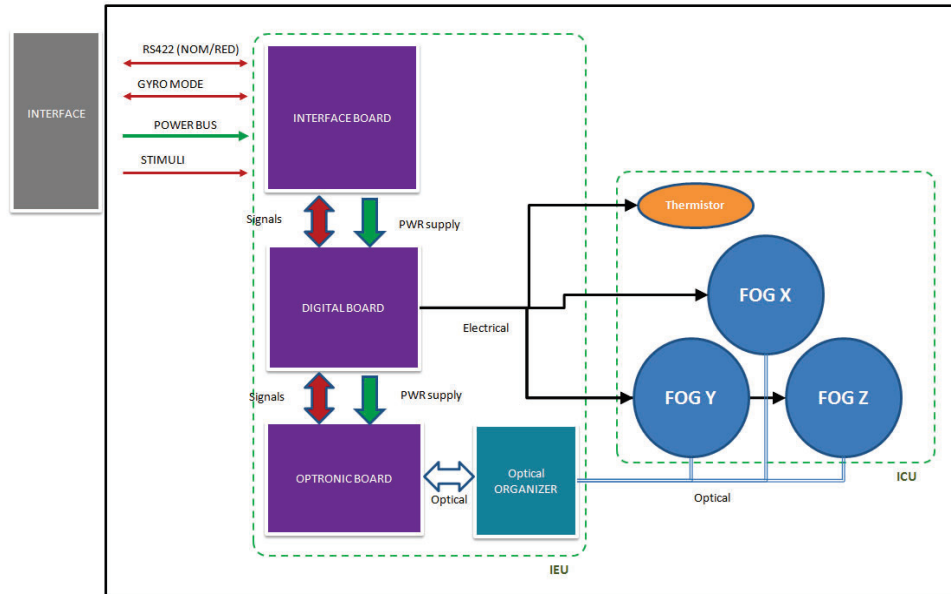 RS422 (NOM/RED)
GYRO MODE
INTERFACE
POWER BUS
STIMULI
INTERFACE BOARD
Signals
PWR supply
DIGITAL BOARD
Electrical
Signals
PWR supply
OPTRONIC BOARD
Optical
Optical
ORGANIZER
IEU
Thermistor
FOG X
FOG Y
FOG Z
Optical
ICU